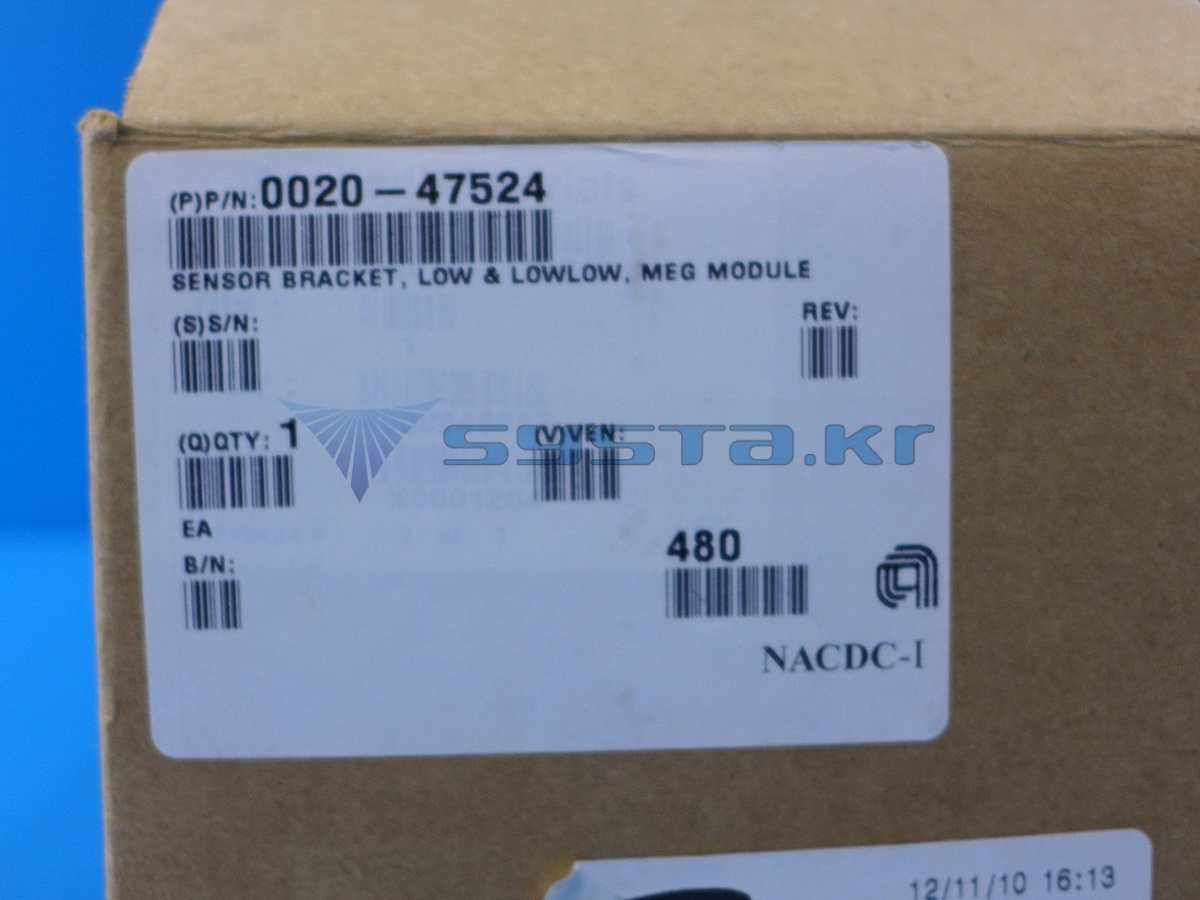 (P)P/N: 0020-47524
SENSOR BRACKET, LOW & LOWLOW, MEG MODULE
(S)S/N:
REV:
(Q)QTY: 1
(V)VEN:
systa.kr
EA
480
B/N:
NACDC-I
12/11/10 16:13